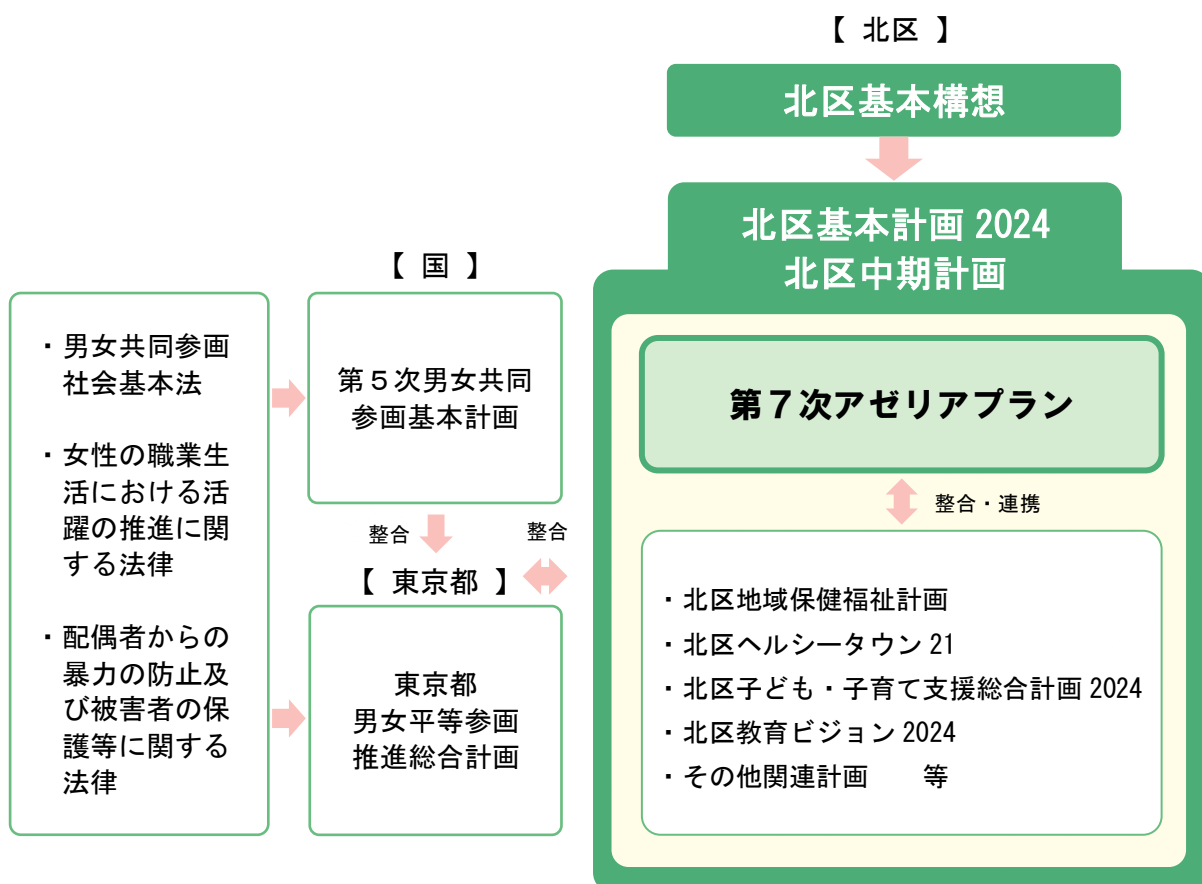 【 北区 】
北区基本構想
北区基本計画 2024
北区中期計画
【 国 】
・男女共同参画
社会基本法
・女性の職業生
活における活
躍の推進に関
する法律
・配偶者からの
暴力の防止及
び被害者の保
護等に関する
法律
第５次男女共同
参画基本計画
整合
整合
【 東京都 】
東京都
男女平等参画
推進総合計画
第７次アゼリアプラン
整合・連携
・北区地域保健福祉計画
・北区ヘルシータウン 21
・北区子ども・子育て支援総合計画 2024
・北区教育ビジョン 2024
・その他関連計画　　等